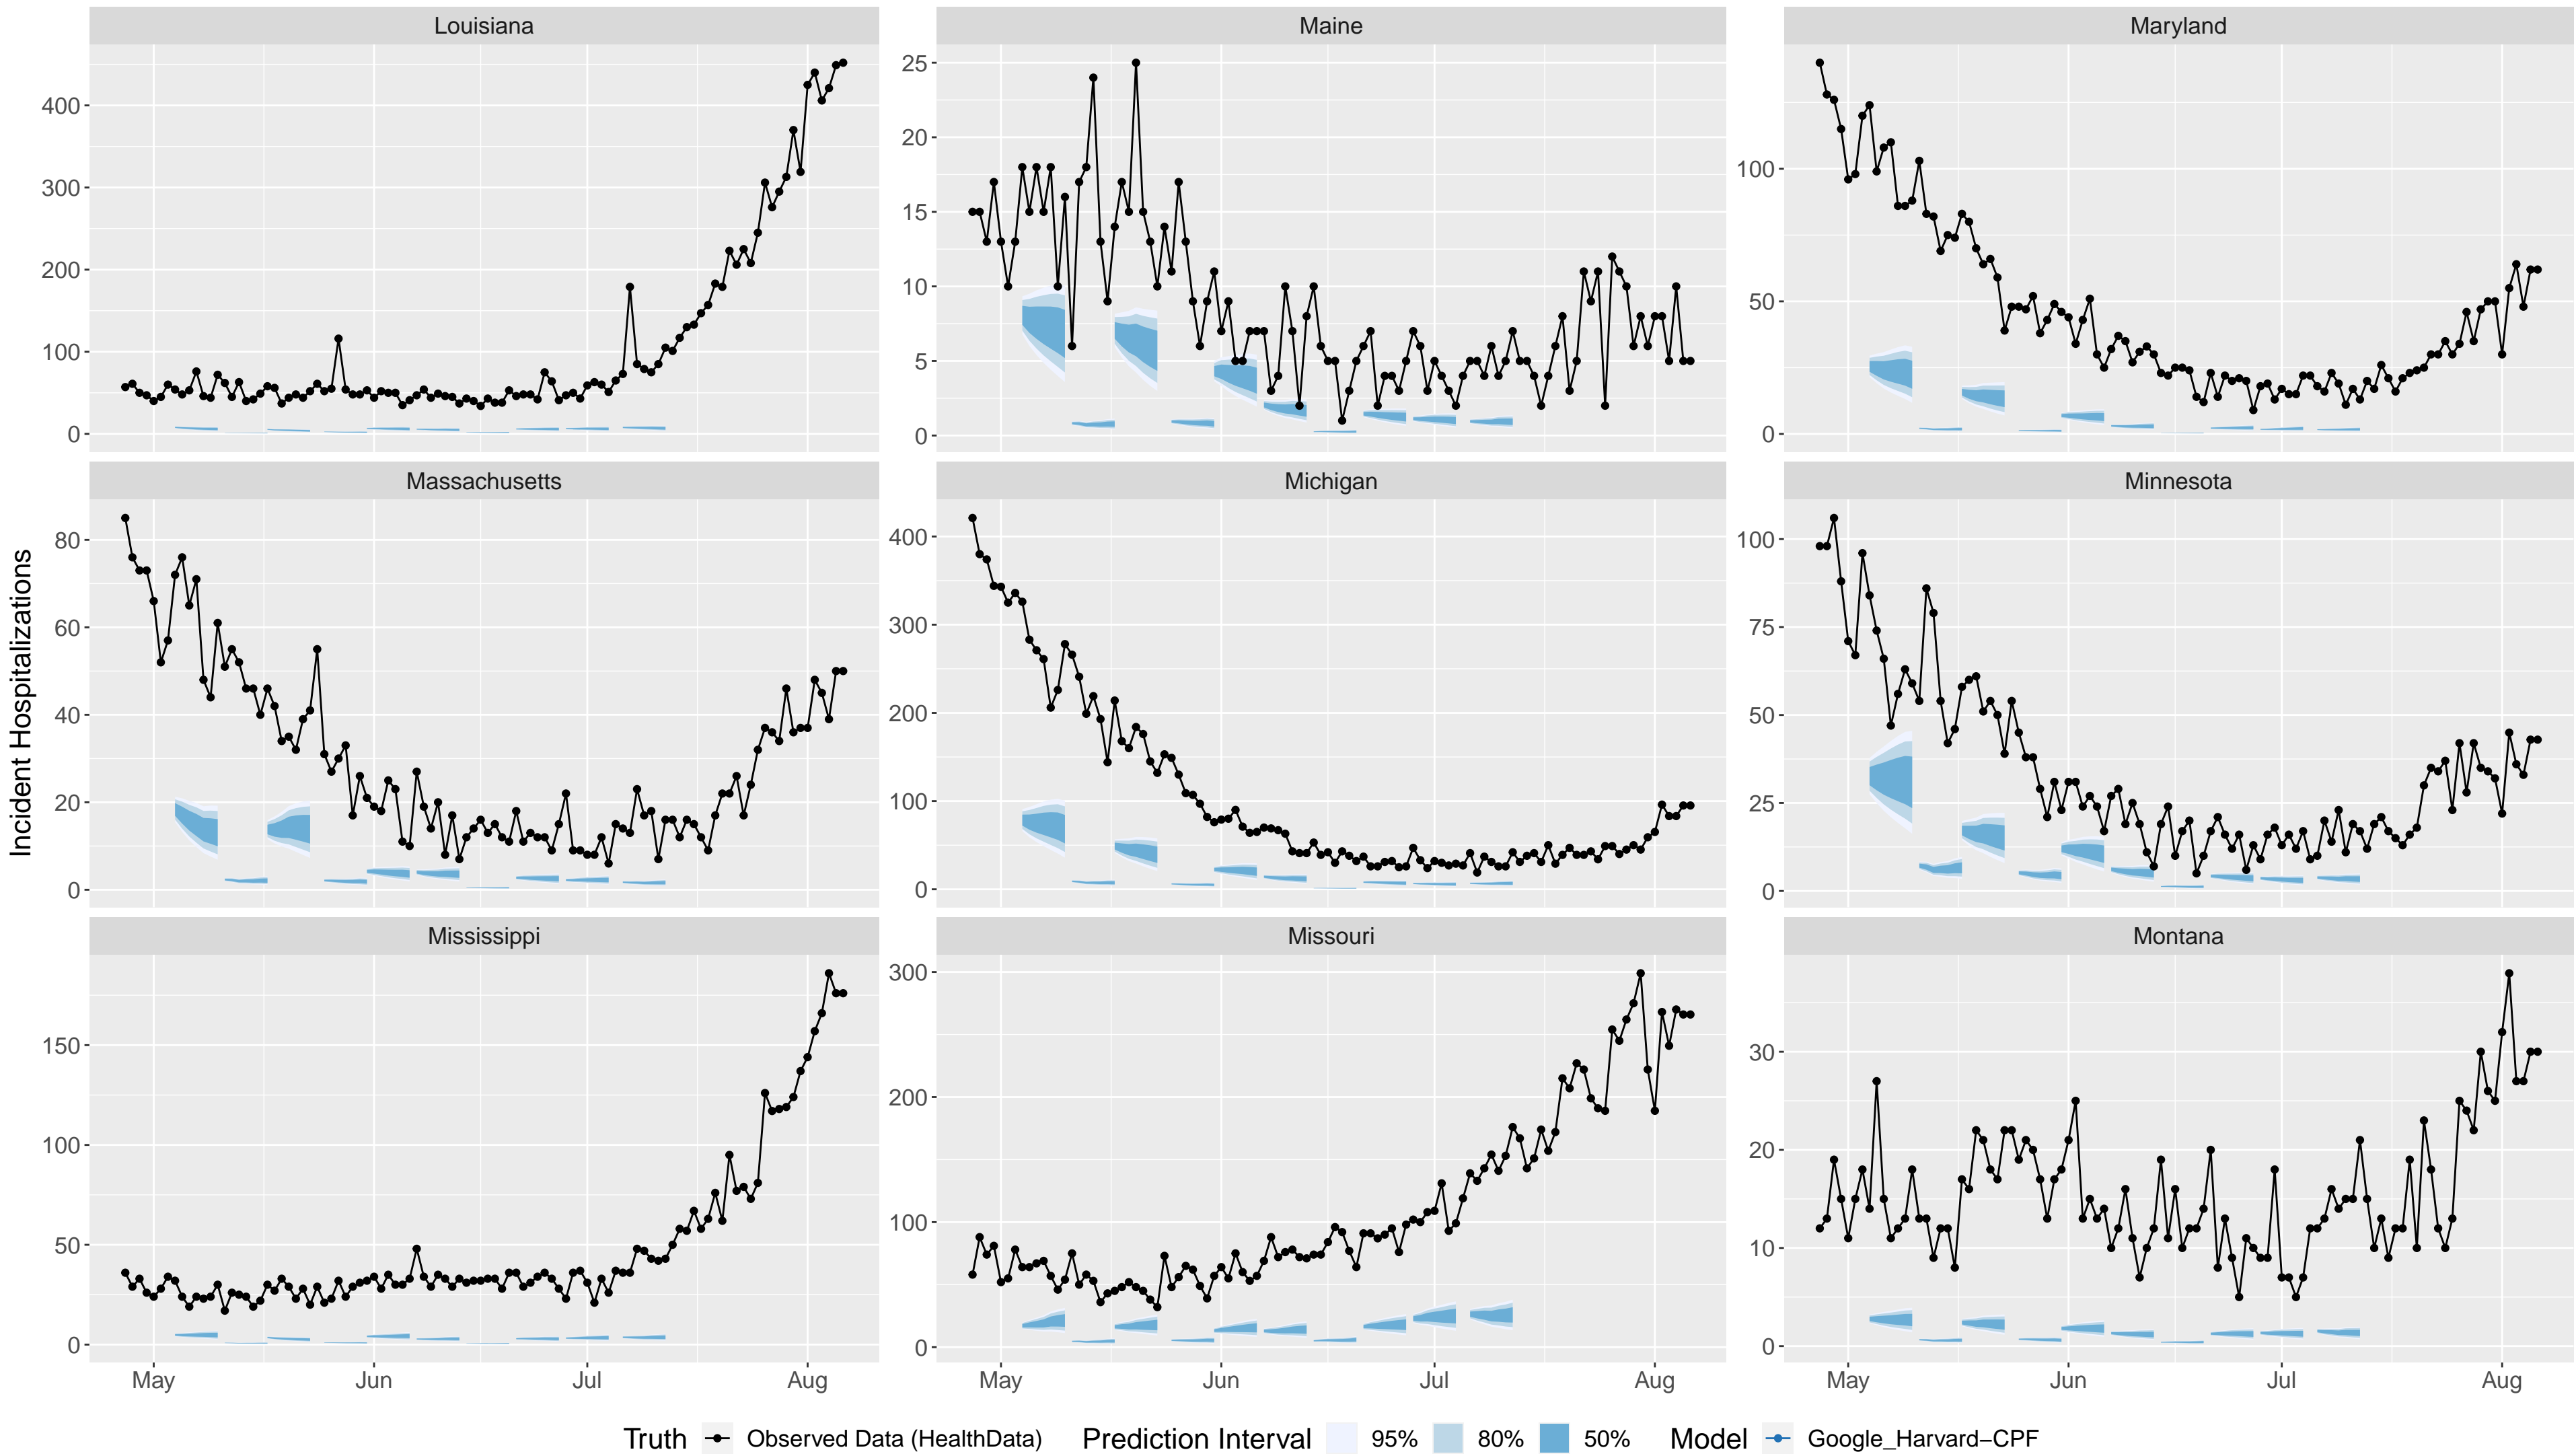 Louisiana
Maine
Maryland
400
300
200
100
0
25
20
15
10
5
0
100
50
0
Massachusetts
Michigan
Minnesota
Incident Hospitalizations
80
60
40
20
0
400
300
200
100
0
100
75
50
25
0
Mississippi
Missouri
Montana
150
100
50
0
300
200
100
0
30
20
10
0
May Jun Jul Aug
May Jun Jul Aug
May Jun Jul Aug
Truth Observed Data (HealthData) Prediction Interval 95% 80% 50% Model Google_Harvard−CPF